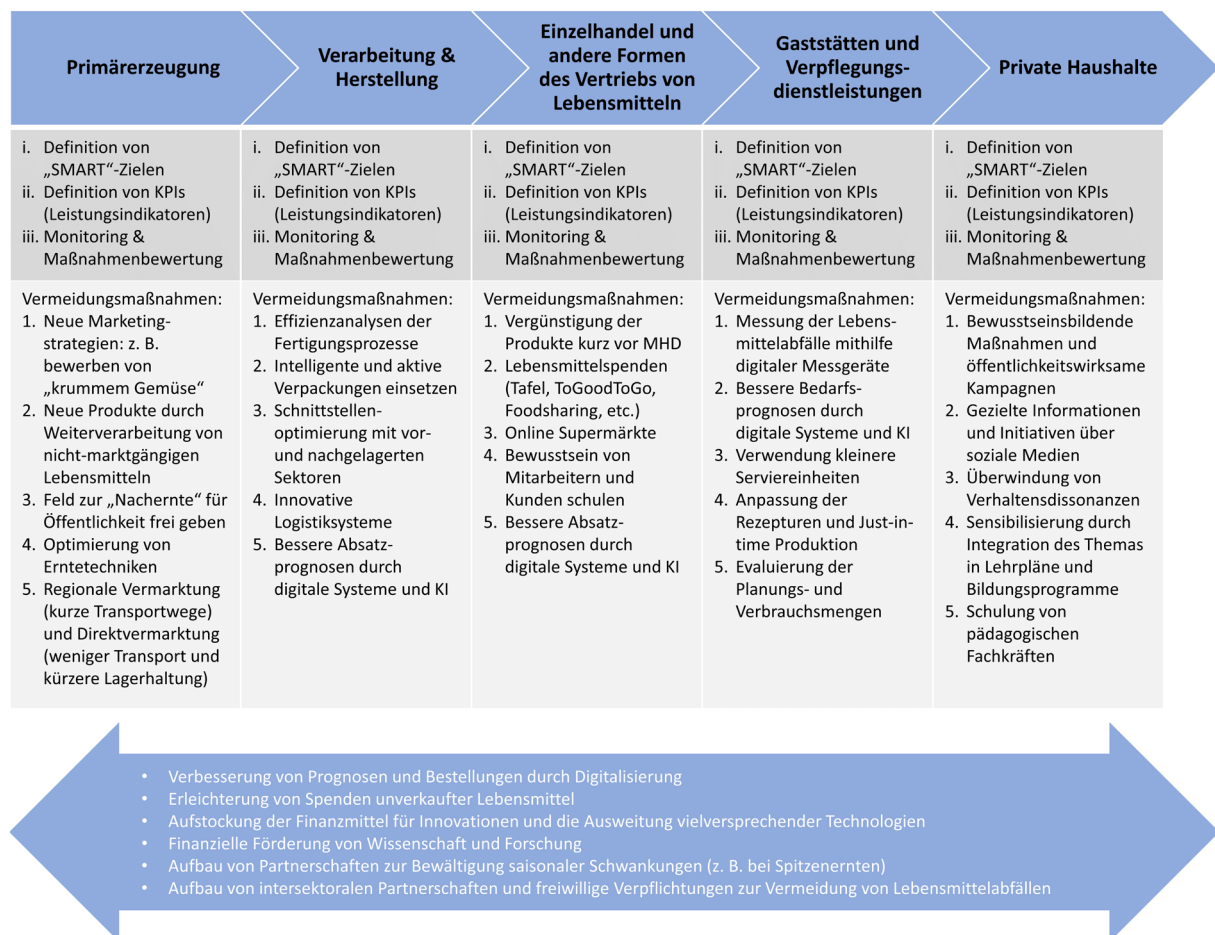 Primärerzeugung
Verarbeitung &
Herstellung
Einzelhandel und
andere Formen
des Vertriebs von
Lebensmitteln
Gaststätten und
Verpflegungs-
dienstleistungen
Private Haushalte
i. Definition von
„SMART“-Zielen
ii. Definition von KPIs
(Leistungsindikatoren)
iii. Monitoring &
Maßnahmenbewertung
i. Definition von
„SMART“-Zielen
ii. Definition von KPIs
(Leistungsindikatoren)
iii. Monitoring &
Maßnahmenbewertung
i. Definition von
„SMART“-Zielen
ii. Definition von KPIs
(Leistungsindikatoren)
iii. Monitoring &
Maßnahmenbewertung
i. Definition von
„SMART“-Zielen
ii. Definition von KPIs
(Leistungsindikatoren)
iii. Monitoring &
Maßnahmenbewertung
i. Definition von
„SMART“-Zielen
ii. Definition von KPIs
(Leistungsindikatoren)
iii. Monitoring &
Maßnahmenbewertung
Vermeidungsmaßnahmen:
1. Neue Marketing-
strategien: z. B.
bewerben von
„krummem Gemüse“
2. Neue Produkte durch
Weiterverarbeitung von
nicht-marktgängigen
Lebensmitteln
3. Feld zur „Nachernte“ für
Öffentlichkeit frei geben
4. Optimierung von
Erntetechniken
5. Regionale Vermarktung
(kurze Transportwege)
und Direktvermarktung
(weniger Transport und
kürzere Lagerhaltung)
Vermeidungsmaßnahmen:
1. Effizienzanalysen der
Fertigungsprozesse
2. Intelligente und aktive
Verpackungen einsetzen
3. Schnittstellen-
optimierung mit vor-
und nachgelagerten
Sektoren
4. Innovative
Logistiksysteme
5. Bessere Absatz-
prognosen durch
digitale Systeme und KI
Vermeidungsmaßnahmen:
1. Vergünstigung der
Produkte kurz vor MHD
2. Lebensmittelspenden
(Tafel, ToGoodToGo,
Foodsharing, etc.)
3. Online Supermärkte
4. Bewusstsein von
Mitarbeitern und
Kunden schulen
5. Bessere Absatz-
prognosen durch
digitale Systeme und KI
Vermeidungsmaßnahmen:
1. Messung der Lebens-
mittelabfälle mithilfe
digitaler Messgeräte
2. Bessere Bedarfs-
prognosen durch
digitale Systeme und KI
3. Verwendung kleinere
Serviereinheiten
4. Anpassung der
Rezepturen und Just-in-
time Produktion
5. Evaluierung der
Planungs- und
Verbrauchsmengen
Vermeidungsmaßnahmen:
1. Bewusstseinsbildende
Maßnahmen und
öffentlichkeitswirksame
Kampagnen
2. Gezielte Informationen
und Initiativen über
soziale Medien
3. Überwindung von
Verhaltensdissonanzen
4. Sensibilisierung durch
Integration des Themas
in Lehrpläne und
Bildungsprogramme
5. Schulung von
pädagogischen
Fachkräften
• Verbesserung von Prognosen und Bestellungen durch Digitalisierung
• Erleichterung von Spenden unverkaufter Lebensmittel
• Aufstockung der Finanzmittel für Innovationen und die Ausweitung vielversprechender Technologien
• Finanzielle Förderung von Wissenschaft und Forschung
• Aufbau von Partnerschaften zur Bewältigung saisonaler Schwankungen (z. B. bei Spitzenernten)
• Aufbau von intersektoralen Partnerschaften und freiwillige Verpflichtungen zur Vermeidung von Lebensmittelabfällen